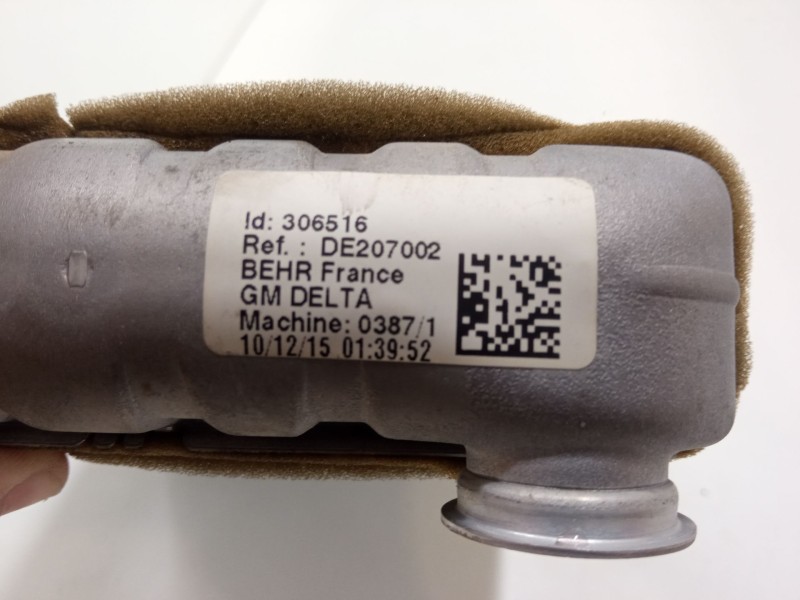 Id: 306516
Ref. : DE207002
BEHR France
GM DELTA
Machine: 0387/1
10/12/15 01:39:52